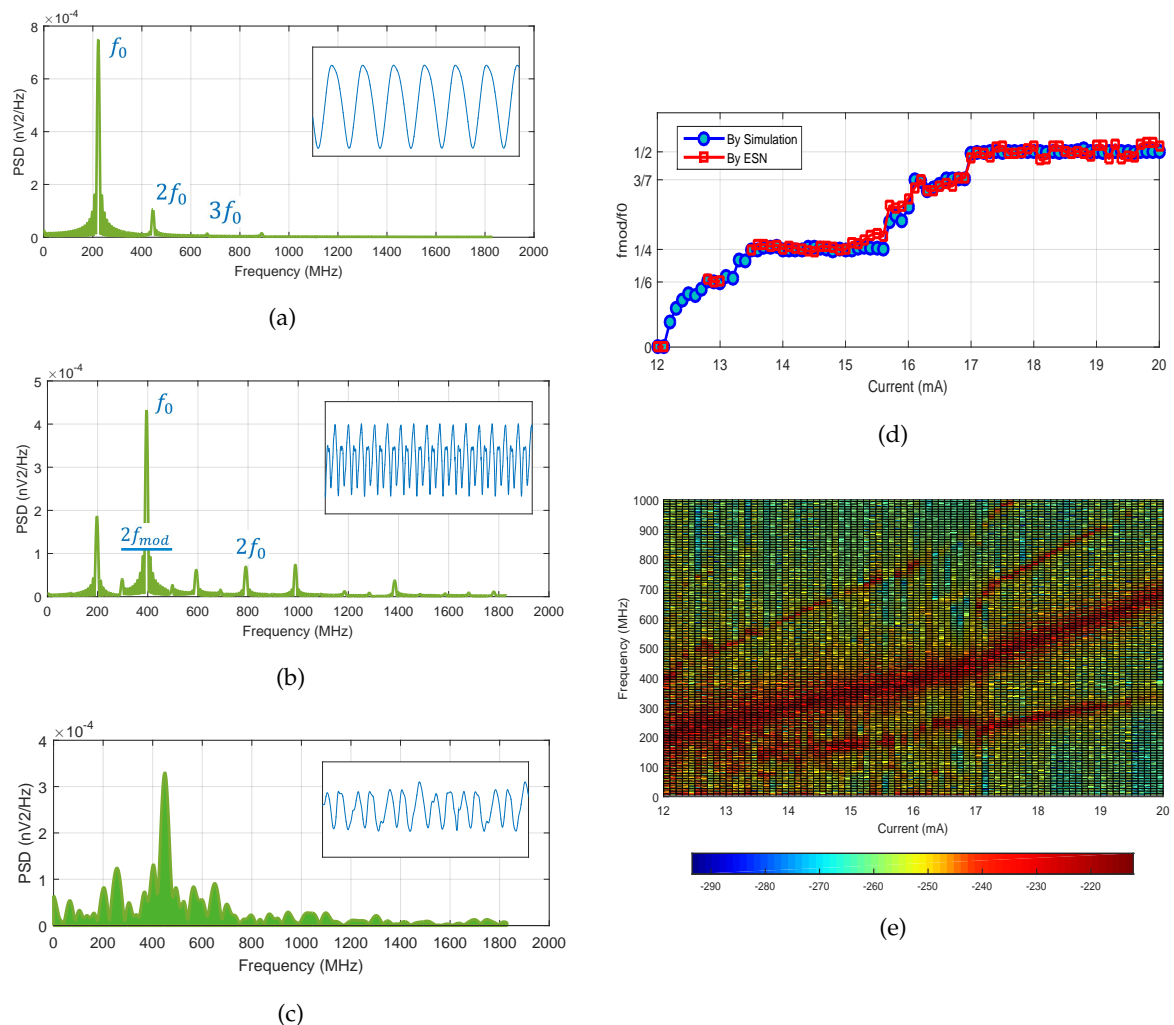 ×10⁻⁴
8
6
4
2
0
PSD (nV2/Hz)
f₀
2f₀
3f₀
0 200 400 600 800 1000 1200 1400 1600 1800 2000
Frequency (MHz)
(a)
×10⁻⁴
5
4
3
2
1
0
PSD (nV2/Hz)
f₀
2f_mod
2f₀
0 200 400 600 800 1000 1200 1400 1600 1800 2000
Frequency (MHz)
(b)
×10⁻⁴
4
3
2
1
0
PSD (nV2/Hz)
0 200 400 600 800 1000 1200 1400 1600 1800 2000
Frequency (MHz)
(c)
By Simulation
By ESN
1/2
3/7
1/4
1/6
0
fmod/f0
12 13 14 15 16 17 18 19 20
Current (mA)
(d)
1000
900
800
700
600
500
400
300
200
100
0
Frequency (MHz)
12 13 14 15 16 17 18 19 20
Current (mA)
-290 -280 -270 -260 -250 -240 -230 -220
(e)